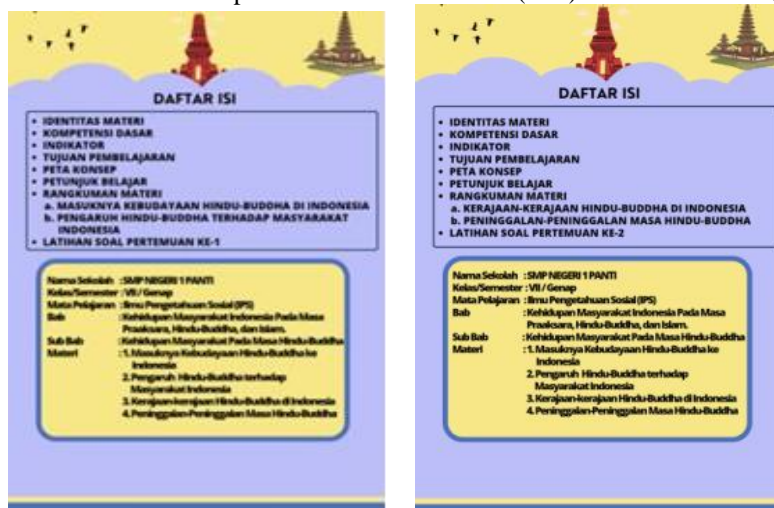 DAFTAR ISI
• IDENTITAS MATERI
• KOMPETENSI DASAR
• INDIKATOR
• TUJUAN PEMBELAJARAN
• PETA KONSEP
• PETUNJUK BELAJAR
• RANGKUMAN MATERI
a. MASUKNYA KEBUDAYAAN HINDU-BUDDHA DI INDONESIA
b. PENGARUH HINDU-BUDDHA TERHADAP MASYARAKAT
INDONESIA
• LATIHAN SOAL PERTEMUAN KE-1
Nama Sekolah : SMP NEGERI 1 PANTI
Kelas/Semester : VII / Genap
Mata Pelajaran : Ilmu Pengetahuan Sosial (IPS)
Bab : Kehidupan Masyarakat Indonesia Pada Masa
Praaksara, Hindu-Buddha, dan Islam.
Sub Bab : Kehidupan Masyarakat Pada Masa Hindu-Buddha
Materi : 1. Masuknya Kebudayaan Hindu-Buddha ke
Indonesia
2. Pengaruh Hindu-Buddha terhadap
Masyarakat Indonesia
3. Kerajaan-kerajaan Hindu-Buddha di Indonesia
4. Peninggalan-Peninggalan Masa Hindu-Buddha
DAFTAR ISI
• IDENTITAS MATERI
• KOMPETENSI DASAR
• INDIKATOR
• TUJUAN PEMBELAJARAN
• PETA KONSEP
• PETUNJUK BELAJAR
• RANGKUMAN MATERI
a. KERAJAAN-KERAJAAN HINDU-BUDDHA DI INDONESIA
b. PENINGGALAN-PENINGGALAN MASA HINDU-BUDDHA
• LATIHAN SOAL PERTEMUAN KE-2
Nama Sekolah : SMP NEGERI 1 PANTI
Kelas/Semester : VII / Genap
Mata Pelajaran : Ilmu Pengetahuan Sosial (IPS)
Bab : Kehidupan Masyarakat Indonesia Pada Masa
Praaksara, Hindu-Buddha, dan Islam.
Sub Bab : Kehidupan Masyarakat Pada Masa Hindu-Buddha
Materi : 1. Masuknya Kebudayaan Hindu-Buddha ke
Indonesia
2. Pengaruh Hindu-Buddha terhadap
Masyarakat Indonesia
3. Kerajaan-kerajaan Hindu-Buddha di Indonesia
4. Peninggalan-Peninggalan Masa Hindu-Buddha